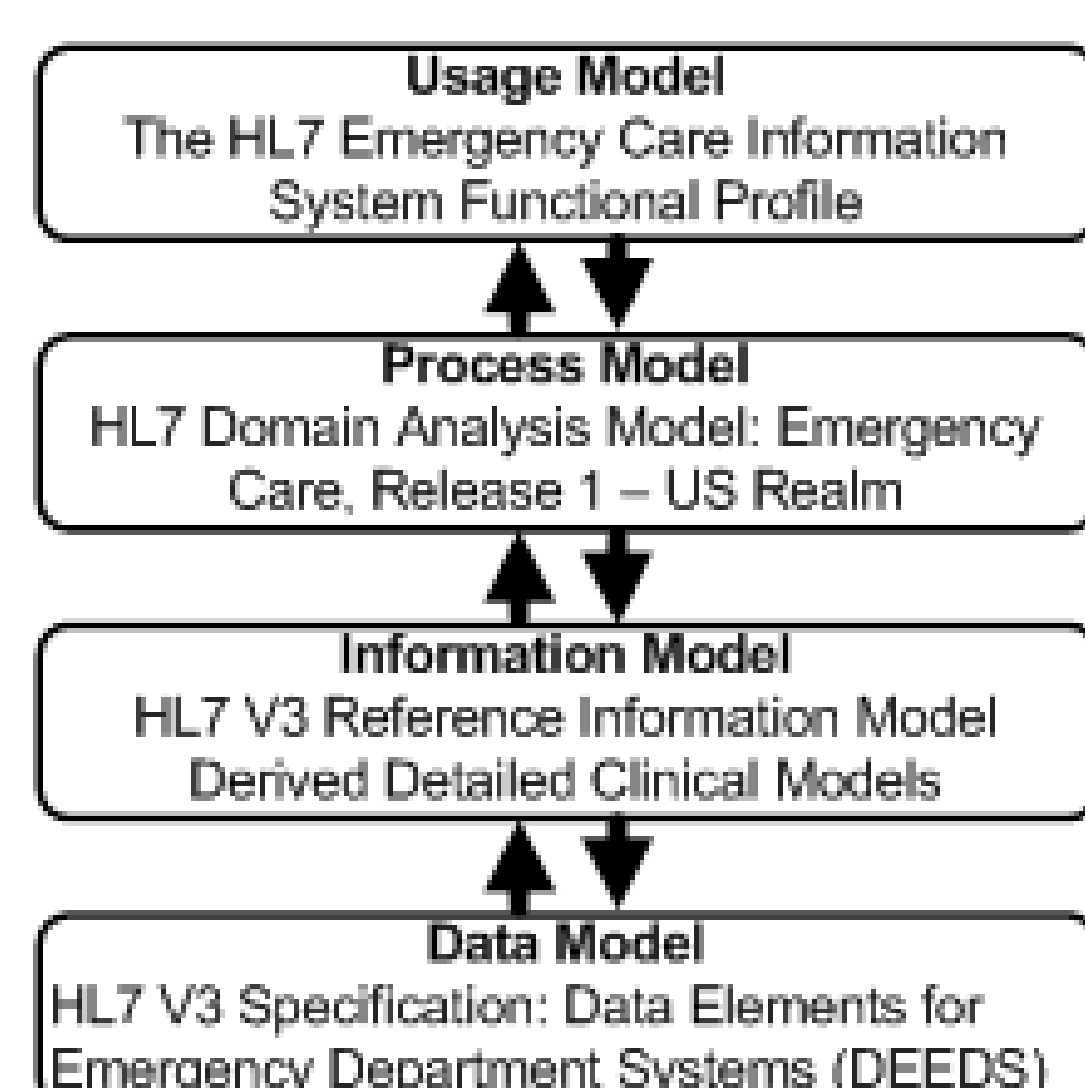 Usage Model
The HL7 Emergency Care Information
System Functional Profile
Process Model
HL7 Domain Analysis Model: Emergency
Care, Release 1 – US Realm
Information Model
HL7 V3 Reference Information Model
Derived Detailed Clinical Models
Data Model
HL7 V3 Specification: Data Elements for
Emergency Department Systems (DEEDS)